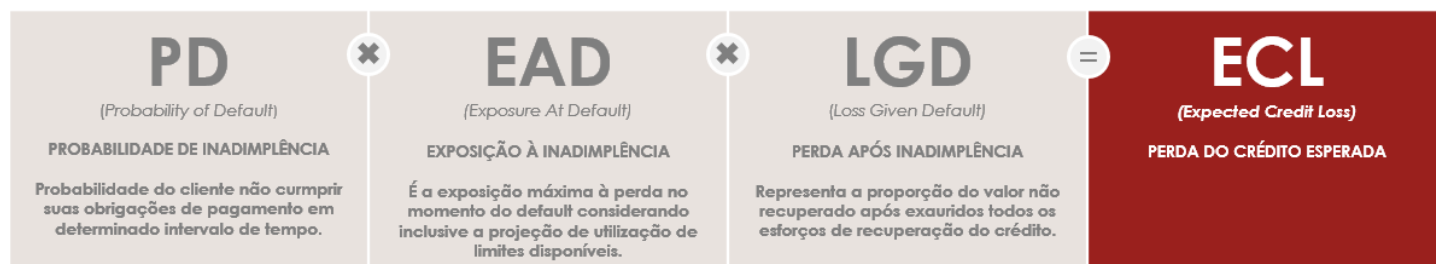 PD
(Probability of Default)
PROBABILIDADE DE INADIMPLÊNCIA
Probabilidade do cliente não curmprir
suas obrigações de pagamento em
determinado intervalo de tempo.
✖
EAD
(Exposure At Default)
EXPOSIÇÃO À INADIMPLÊNCIA
É a exposição máxima à perda no
momento do default considerando
inclusive a projeção de utilização de
limites disponíveis.
✖
LGD
(Loss Given Default)
PERDA APÓS INADIMPLÊNCIA
Representa a proporção do valor não
recuperado após exauridos todos os
esforços de recuperação do crédito.
=
ECL
(Expected Credit Loss)
PERDA DO CRÉDITO ESPERADA